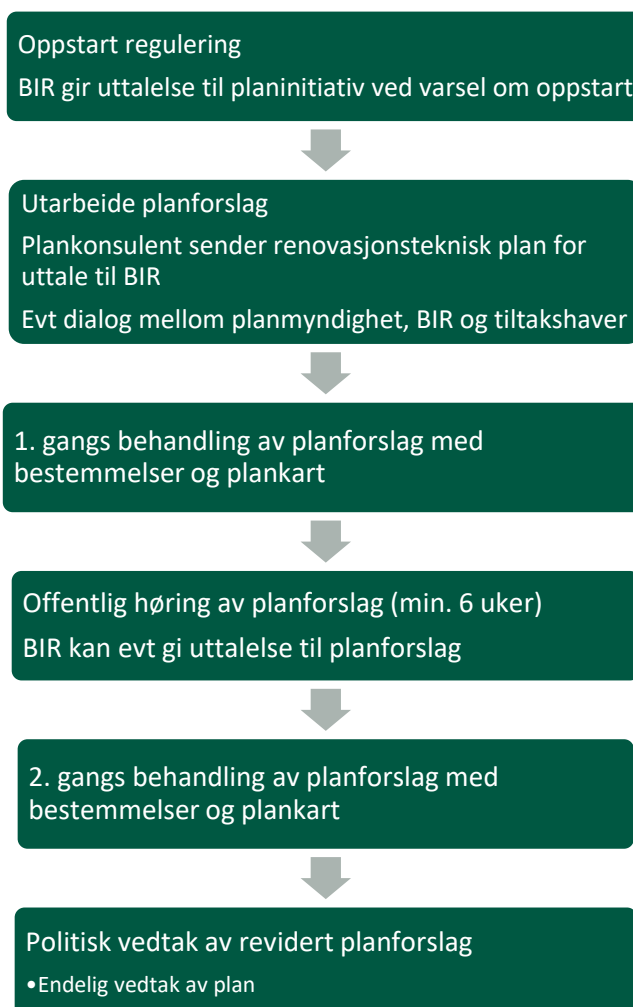 Oppstart regulering
BIR gir uttalelse til planinitiativ ved varsel om oppstart
Utarbeide planforslag
Plankonsulent sender renovasjonsteknisk plan for
uttale til BIR
Evt dialog mellom planmyndighet, BIR og tiltakshaver
1. gangs behandling av planforslag med
bestemmelser og plankart
Offentlig høring av planforslag (min. 6 uker)
BIR kan evt gi uttalelse til planforslag
2. gangs behandling av planforslag med
bestemmelser og plankart
Politisk vedtak av revidert planforslag
•Endelig vedtak av plan